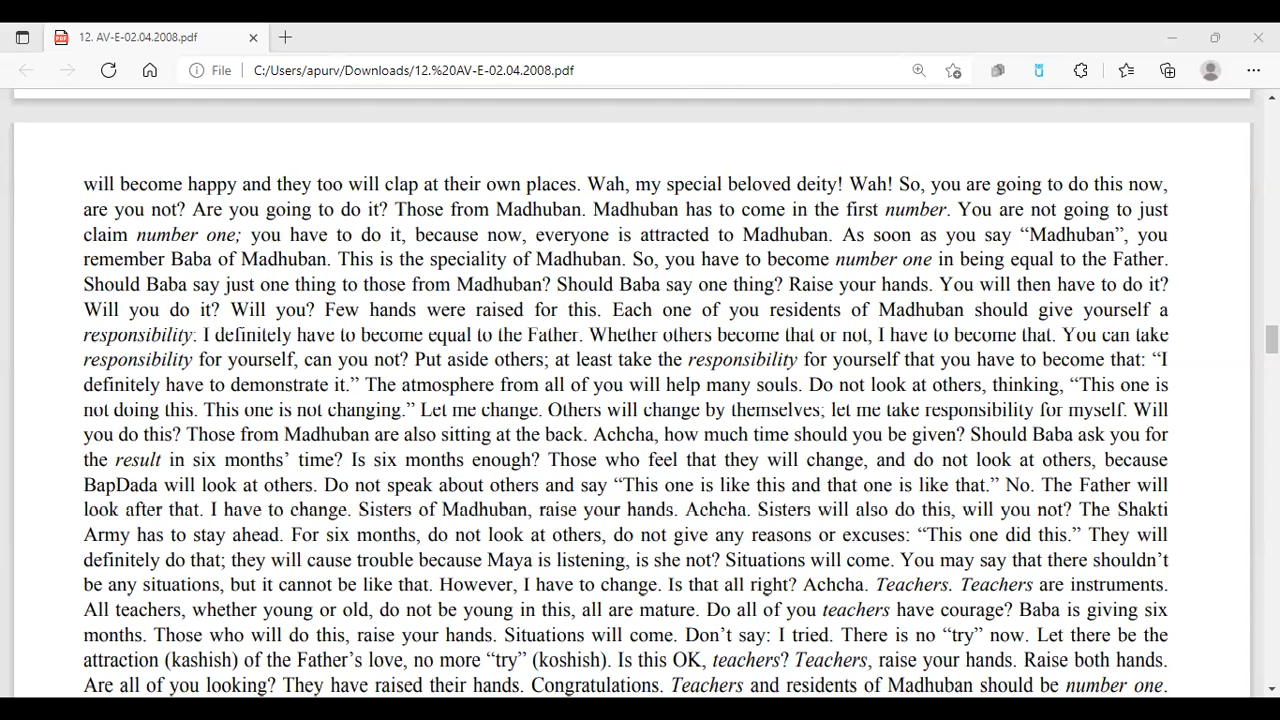 12. AV-E-02.04.2008.pdf
File C:/Users/apurv/Downloads/12.%20AV-E-02.04.2008.pdf
will become happy and they too will clap at their own places. Wah, my special beloved deity! Wah! So, you are going to do this now,
are you not? Are you going to do it? Those from Madhuban. Madhuban has to come in the first number. You are not going to just
claim number one; you have to do it, because now, everyone is attracted to Madhuban. As soon as you say “Madhuban”, you
remember Baba of Madhuban. This is the speciality of Madhuban. So, you have to become number one in being equal to the Father.
Should Baba say just one thing to those from Madhuban? Should Baba say one thing? Raise your hands. You will then have to do it?
Will you do it? Will you? Few hands were raised for this. Each one of you residents of Madhuban should give yourself a
responsibility: I definitely have to become equal to the Father. Whether others become that or not, I have to become that. You can take
responsibility for yourself, can you not? Put aside others; at least take the responsibility for yourself that you have to become that: “I
definitely have to demonstrate it.” The atmosphere from all of you will help many souls. Do not look at others, thinking, “This one is
not doing this. This one is not changing.” Let me change. Others will change by themselves; let me take responsibility for myself. Will
you do this? Those from Madhuban are also sitting at the back. Achcha, how much time should you be given? Should Baba ask you for
the result in six months’ time? Is six months enough? Those who feel that they will change, and do not look at others, because
BapDada will look at others. Do not speak about others and say “This one is like this and that one is like that.” No. The Father will
look after that. I have to change. Sisters of Madhuban, raise your hands. Achcha. Sisters will also do this, will you not? The Shakti
Army has to stay ahead. For six months, do not look at others, do not give any reasons or excuses: “This one did this.” They will
definitely do that; they will cause trouble because Maya is listening, is she not? Situations will come. You may say that there shouldn’t
be any situations, but it cannot be like that. However, I have to change. Is that all right? Achcha. Teachers. Teachers are instruments.
All teachers, whether young or old, do not be young in this, all are mature. Do all of you teachers have courage? Baba is giving six
months. Those who will do this, raise your hands. Situations will come. Don’t say: I tried. There is no “try” now. Let there be the
attraction (kashish) of the Father’s love, no more “try” (koshish). Is this OK, teachers? Teachers, raise your hands. Raise both hands.
Are all of you looking? They have raised their hands. Congratulations. Teachers and residents of Madhuban should be number one.